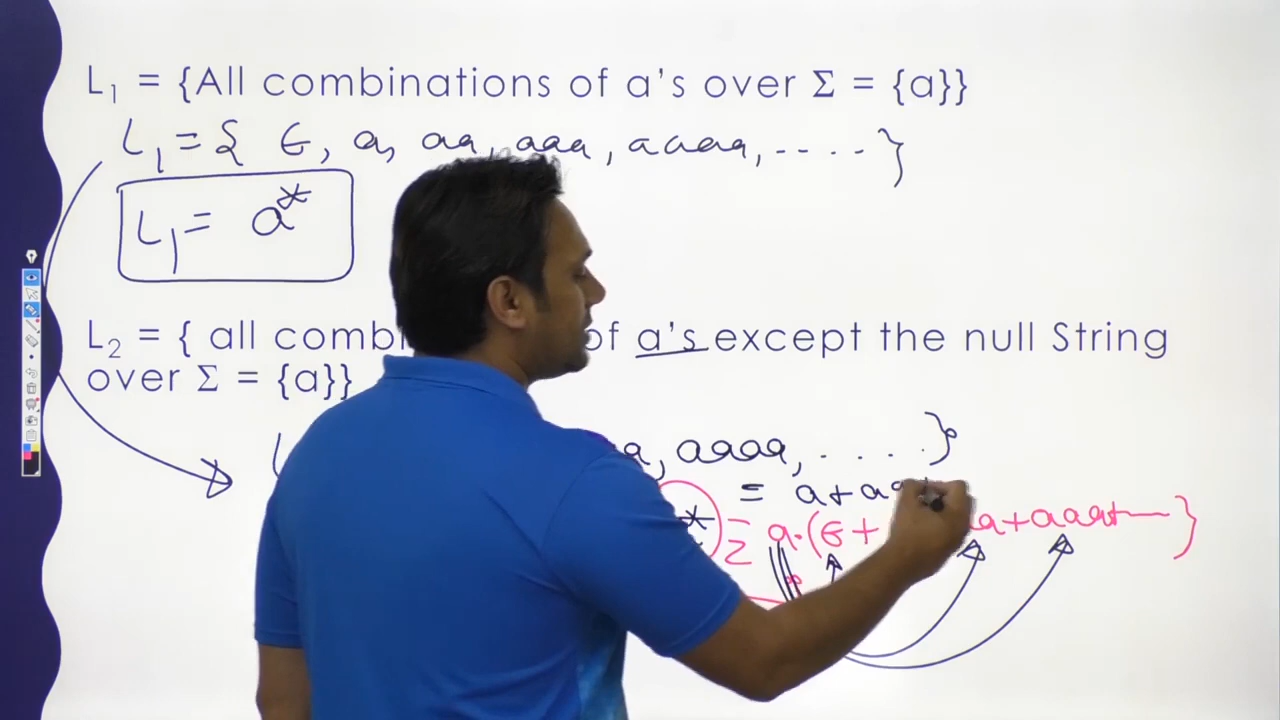 L₁ = {All combinations of a's over Σ = {a}}
L₁ = { ϵ, a, aa, aaa, aaaa, ....}
L₁ = a*
L₂ = { all of a's except the null String
over Σ = {a}}
, aaaa, ....}
= a+
* = a.(ϵ+ a+aaa+ }